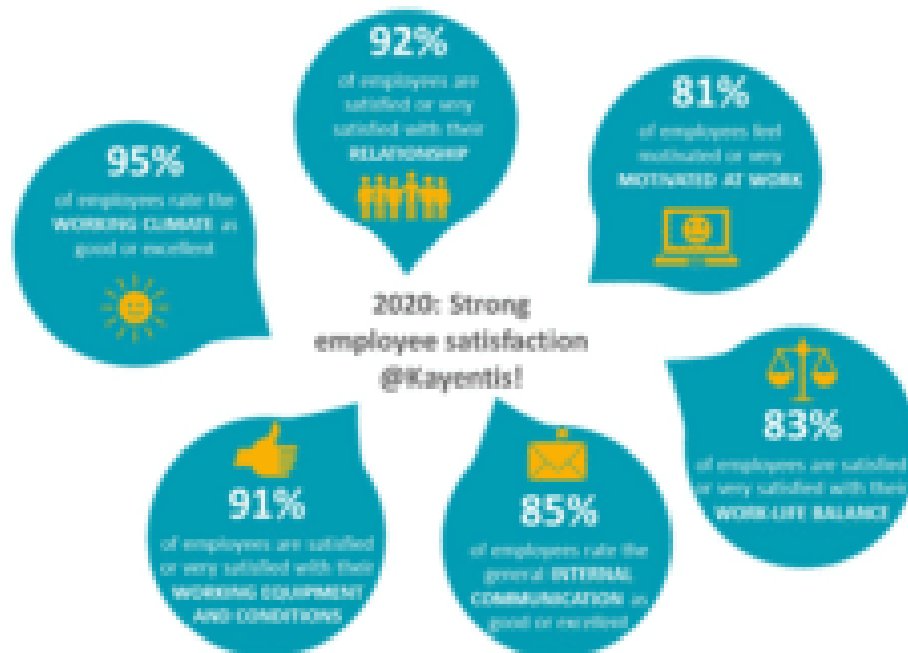 92%
of employees are
satisfied or very
satisfied with their
RELATIONSHIP
81%
of employees feel
motivated or very
MOTIVATED AT WORK
95%
of employees rate the
WORKING CLIMATE as
good or excellent
2020: Strong
employee satisfaction
@Kayentis!
83%
of employees are satisfied
or very satisfied with their
WORK-LIFE BALANCE
91%
of employees are satisfied
or very satisfied with their
WORKING EQUIPMENT
AND CONDITIONS
85%
of employees rate the
general INTERNAL
COMMUNICATION as
good or excellent